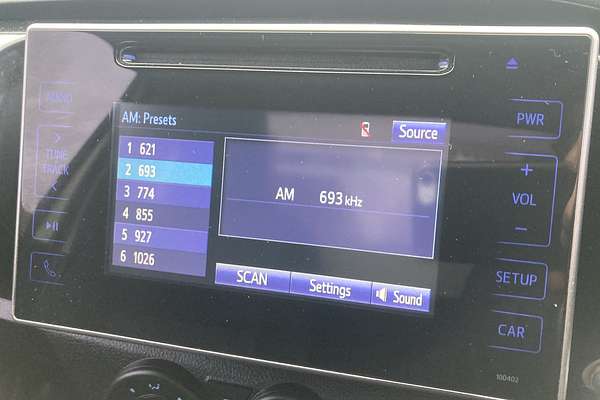 AUDIO
AM: Presets
Source
PWR
1 621
2 693
3 774
4 855
5 927
6 1026
AM 693 kHz
>
TUNE
TRACK
<
+
VOL
−
SCAN
Settings
Sound
SETUP
CAR
100402